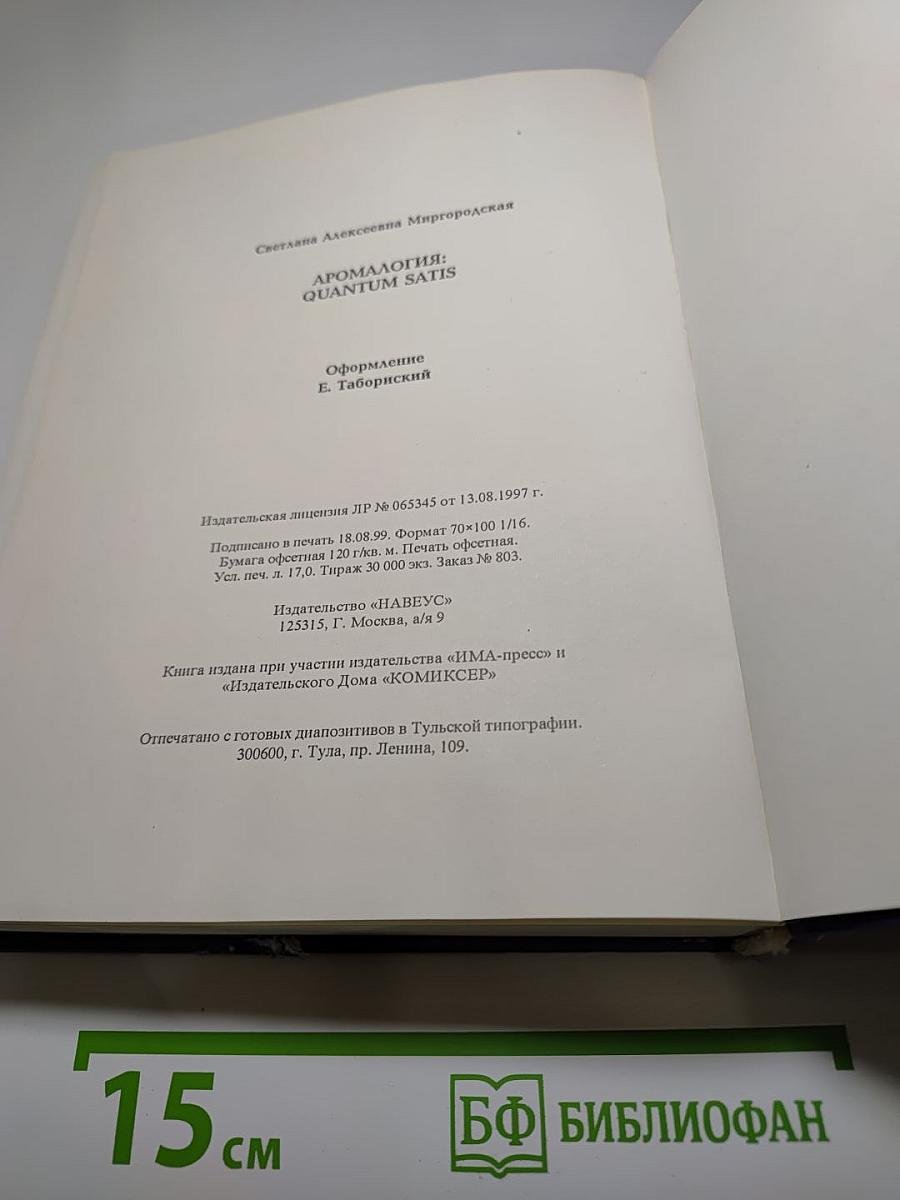 Светлана Алексеевна Миргородская
АРОМАЛОГИЯ:
QUANTUM SATIS
Оформление
Е. Табориский
Издательская лицензия ЛР № 065345 от 13.08.1997 г.
Подписано в печать 18.08.99. Формат 70×100 1/16.
Бумага офсетная 120 г/кв. м. Печать офсетная.
Усл. печ. л. 17,0. Тираж 30 000 экз. Заказ № 803.
Издательство «НАВЕУС»
125315, Г. Москва, а/я 9
Книга издана при участии издательства «ИМА-пресс» и
«Издательского Дома «КОМИКСЕР»
Отпечатано с готовых диапозитивов в Тульской типографии.
300600, г. Тула, пр. Ленина, 109.
15 см
БФ БИБЛИОФАН